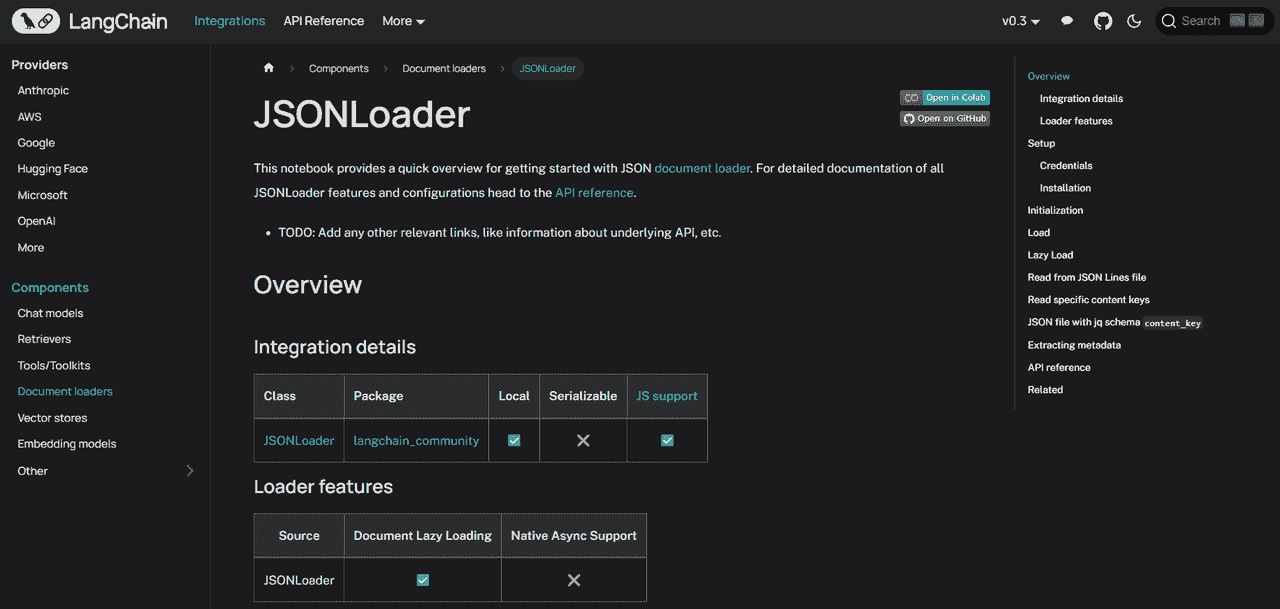 LangChain Integrations API Reference More v0.3 Search
Providers
Anthropic
AWS
Google
Hugging Face
Microsoft
OpenAI
More
Components
Chat models
Retrievers
Tools/Toolkits
Document loaders
Vector stores
Embedding models
Other
Components > Document loaders > JSONLoader
JSONLoader
Open in Colab
Open on GitHub
This notebook provides a quick overview for getting started with JSON document loader. For detailed documentation of all
JSONLoader features and configurations head to the API reference.
• TODO: Add any other relevant links, like information about underlying API, etc.
Overview
Integration details
Class Package Local Serializable JS support
JSONLoader langchain_community ✅ ❌ ✅
Loader features
Source Document Lazy Loading Native Async Support
JSONLoader ✅ ❌
Overview
Integration details
Loader features
Setup
Credentials
Installation
Initialization
Load
Lazy Load
Read from JSON Lines file
Read specific content keys
JSON file with jq schema content_key
Extracting metadata
API reference
Related